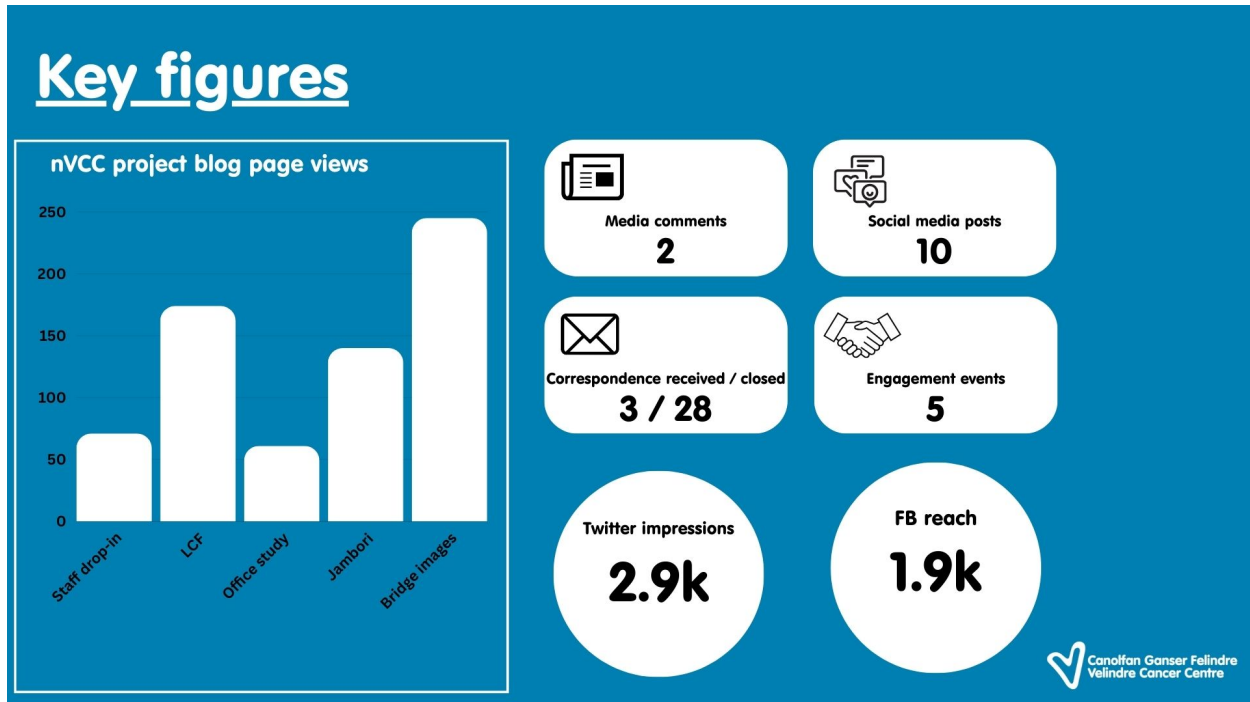 Key figures
nVCC project blog page views
250
200
150
100
50
0
Staff drop-in
LCF
Office study
Jambori
Bridge images
Media comments
2
Social media posts
10
Correspondence received / closed
3 / 28
Engagement events
5
Twitter impressions
2.9k
FB reach
1.9k
Canolfan Ganser Felindre
Velindre Cancer Centre